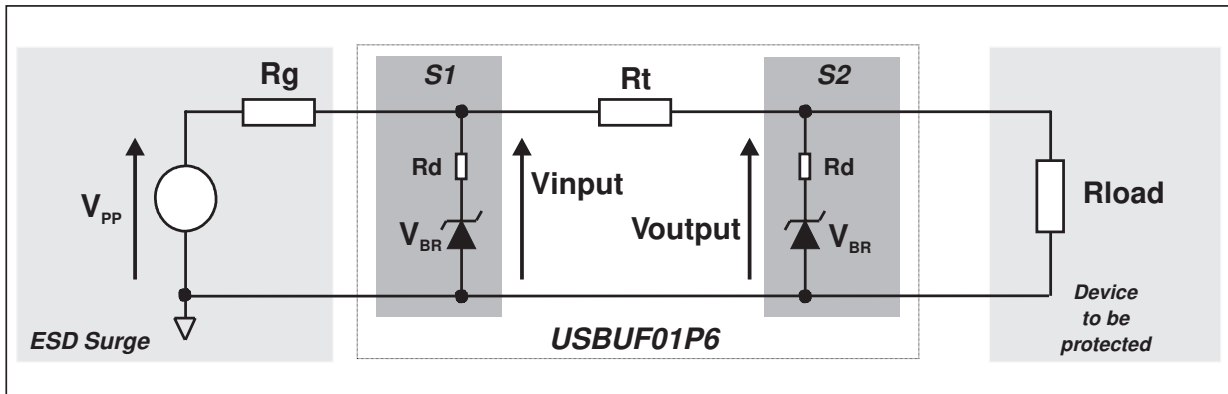 Rg
S1
Rt
S2
Rd
Rd
Vinput
Rload
VPP
Voutput
VBR
VBR
Device
to be
protected
ESD Surge
USBUF01P6